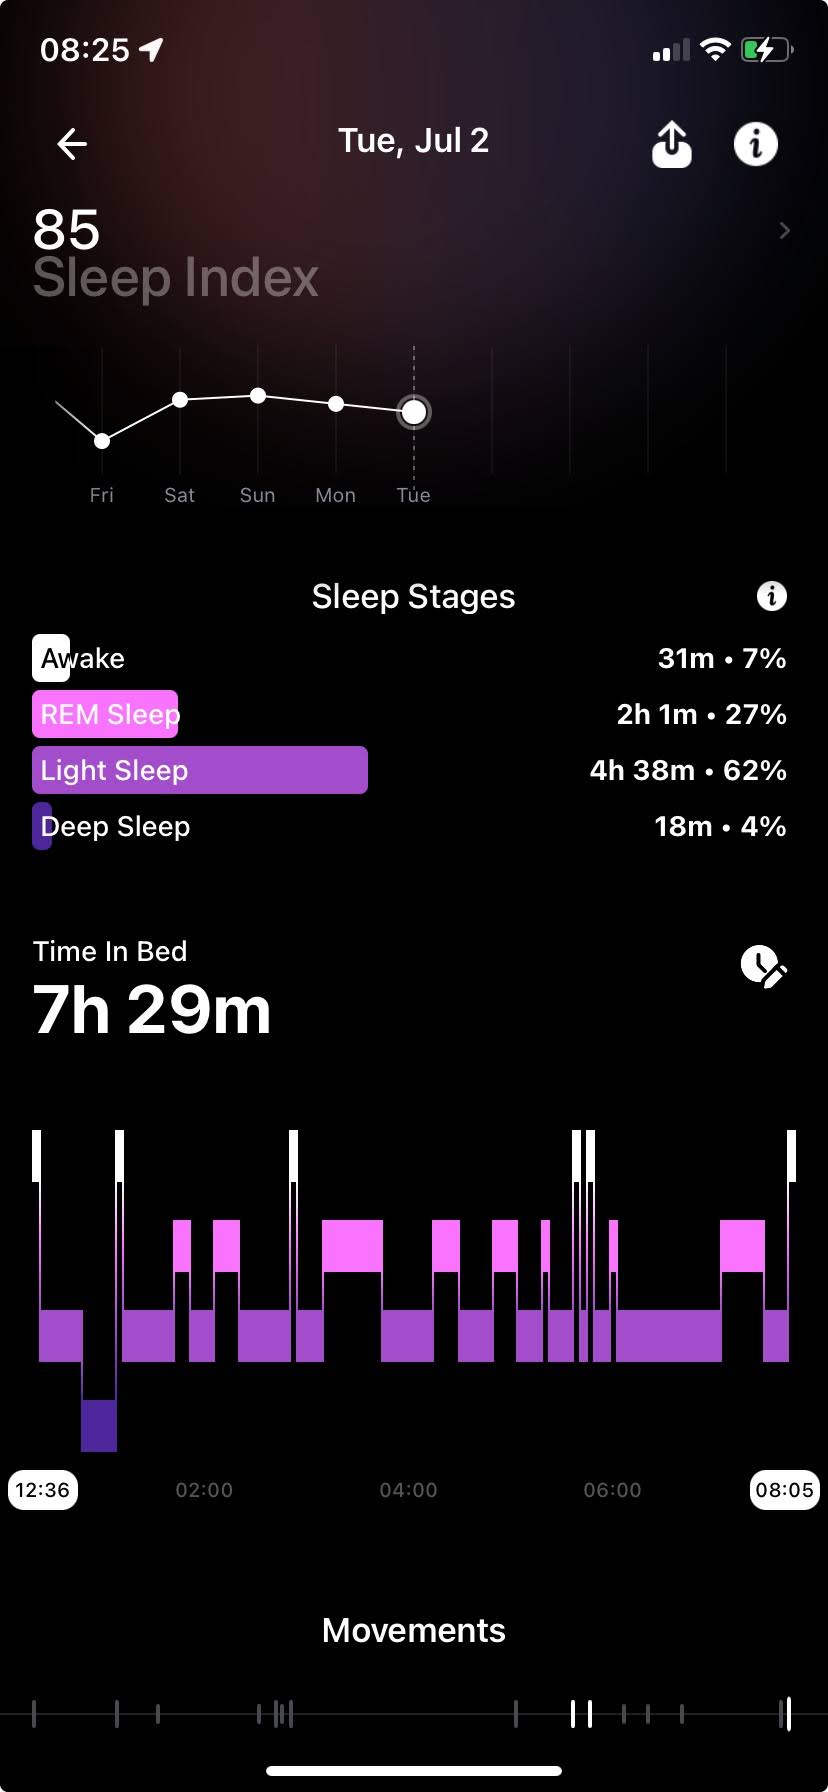 08:25
Tue, Jul 2
85
Sleep Index
Fri Sat Sun Mon Tue
Sleep Stages
Awake 31m • 7%
REM Sleep 2h 1m • 27%
Light Sleep 4h 38m • 62%
Deep Sleep 18m • 4%
Time In Bed
7h 29m
12:36 02:00 04:00 06:00 08:05
Movements